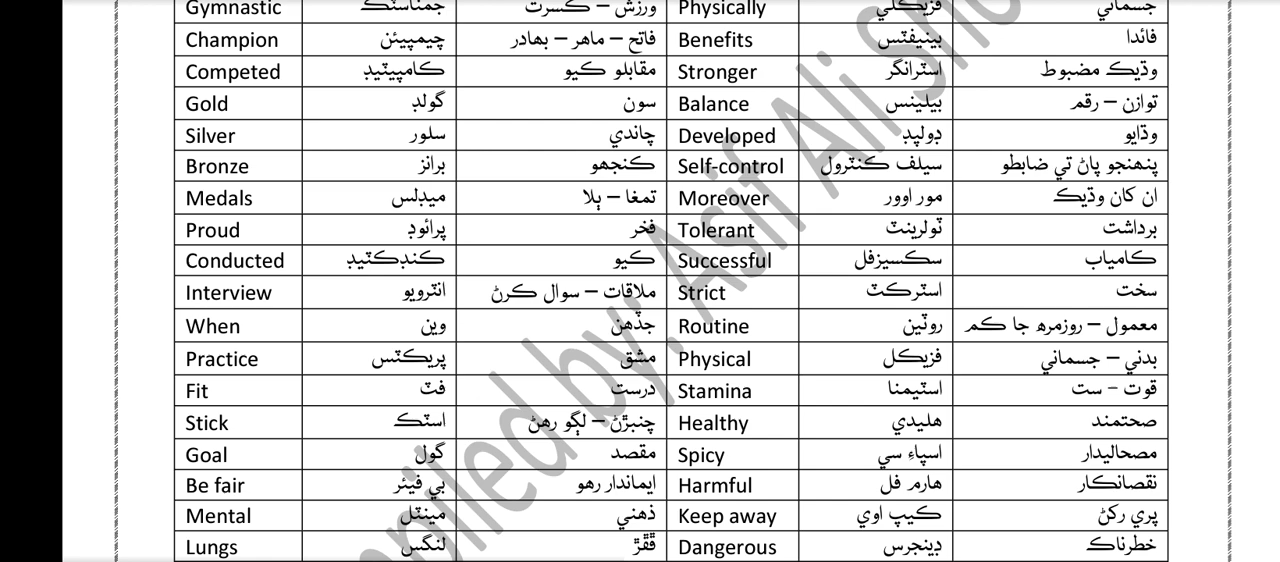 Gymnastic جمناسٽڪ ورزش – ڪسرت Physically فزيڪلي جسماني
Champion چيمپيئن فاتح – ماهر – بهادر Benefits بينيفٽس فائدا
Competed ڪامپيٽيڊ مقابلو ڪيو Stronger اسٽرانگر وڌيڪ مضبوط
Gold گولڊ سون Balance بيلينس توازن – رقم
Silver سلور چاندي Developed ڊولپڊ وڌايو
Bronze برانز ڪنجهو Self-control سيلف ڪنٽرول پنهنجو پاڻ تي ضابطو
Medals ميڊلس تمغا – ٻلا Moreover مور اوور ان کان وڌيڪ
Proud پرائوڊ فخر Tolerant ٽولرينٽ برداشت
Conducted ڪنڊڪٽيڊ ڪيو Successful سڪسيزفل ڪامياب
Interview انٽرويو ملاقات – سوال ڪرڻ Strict اسٽرڪٽ سخت
When وين جڏهن Routine روٽين معمول – روزمره جا ڪم
Practice پريڪٽس مشق Physical فزيڪل بدني – جسماني
Fit فٽ درست Stamina اسٽيمنا قوت – ست
Stick اسٽڪ چنبڙڻ – لڳو رهڻ Healthy هليدي صحتمند
Goal گول مقصد Spicy اسپاءِ سي مصحاليدار
Be fair بي فيئر ايماندار رهو Harmful هارم فل نقصانڪار
Mental مينٽل ذهني Keep away ڪيپ اوي پري رکڻ
Lungs لنگس ڦڦڙ Dangerous ڊينجرس خطرناڪ
piled by: Asif Ali Sh